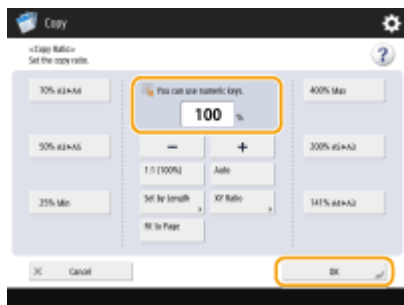 Copy
<Copy Ratio>
Set the copy ratio.
70% A3▶A4
You can use numeric keys.
400% Max
100 %
50% A3▶A5
− +
200% A5▶A3
1:1 [100%] Auto
25% Min
Set by Length XY Ratio
141% A4▶A3
Fit to Page
× Cancel
OK